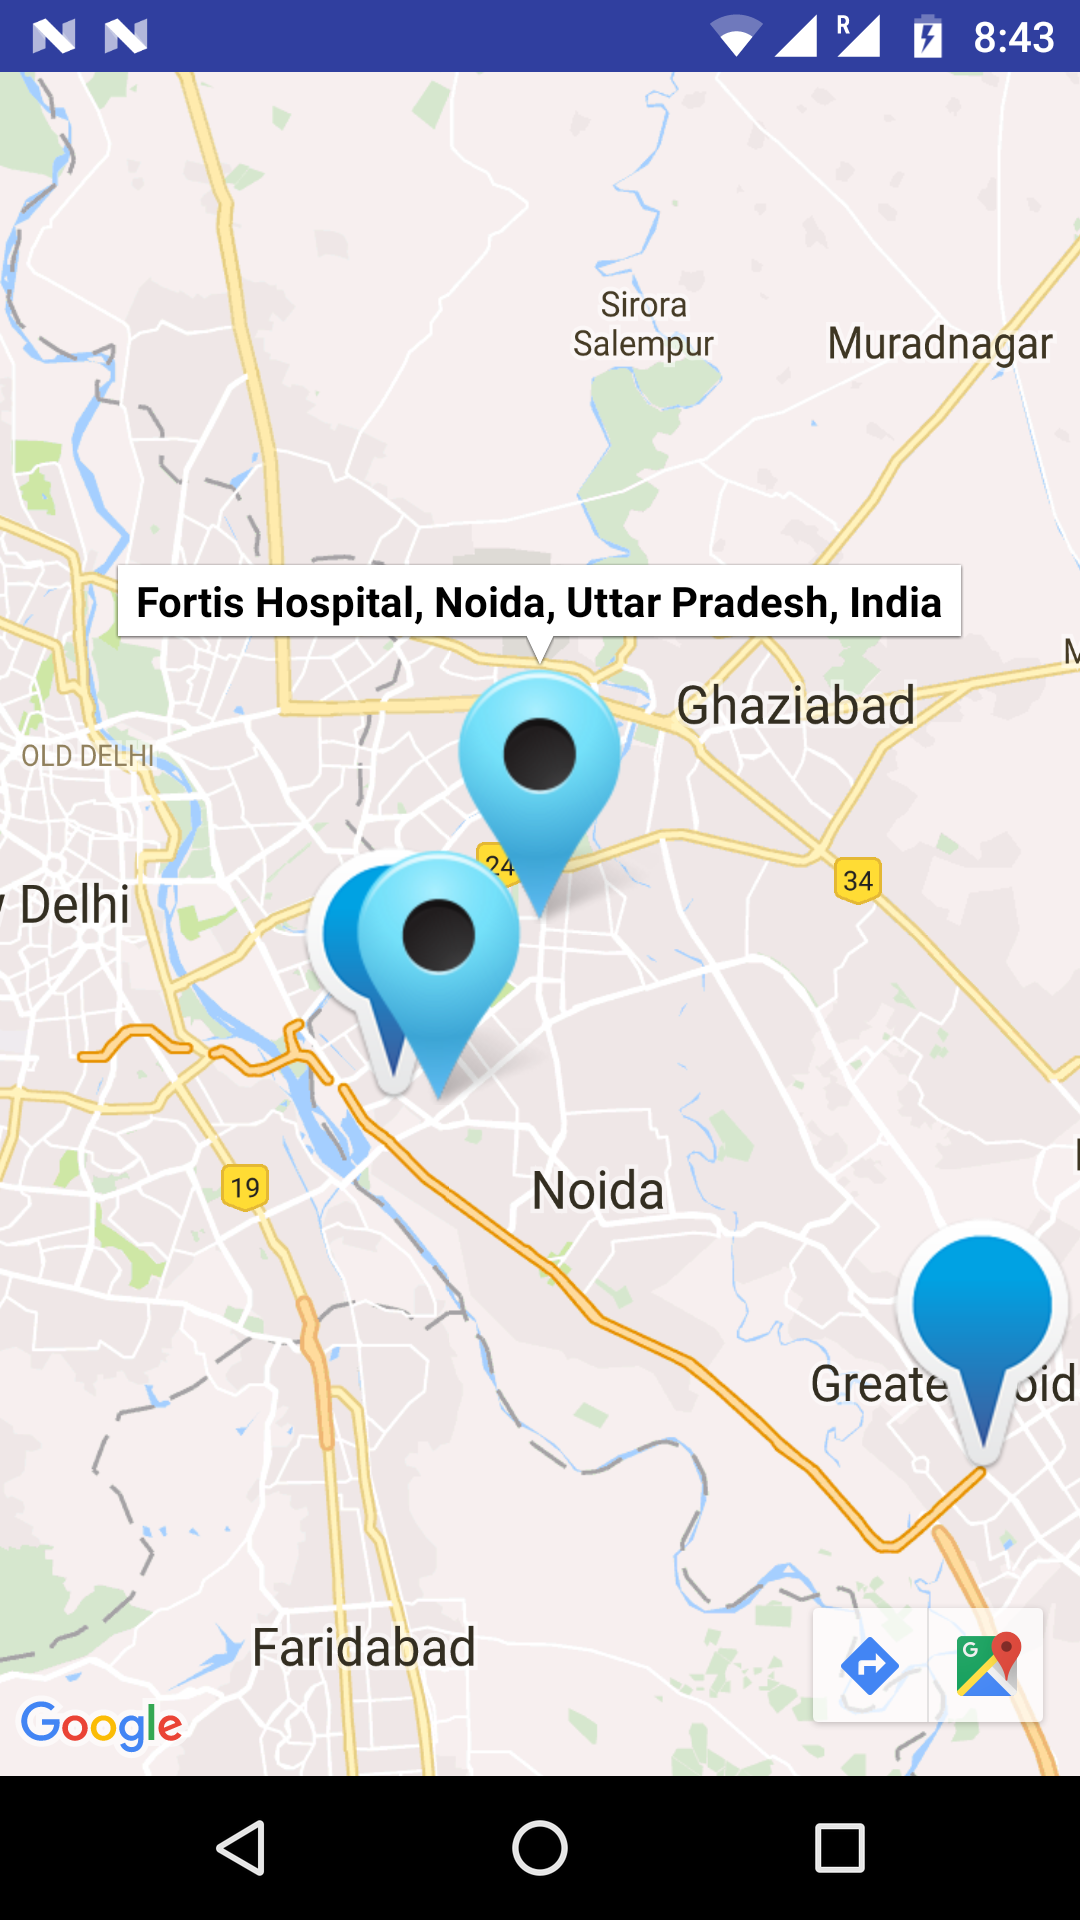 R
8:43
Sirora
Salempur
Muradnagar
Fortis Hospital, Noida, Uttar Pradesh, India
M
Ghaziabad
OLD DELHI
24
34
Delhi
19
Noida
Greate oid
Faridabad
G
Google